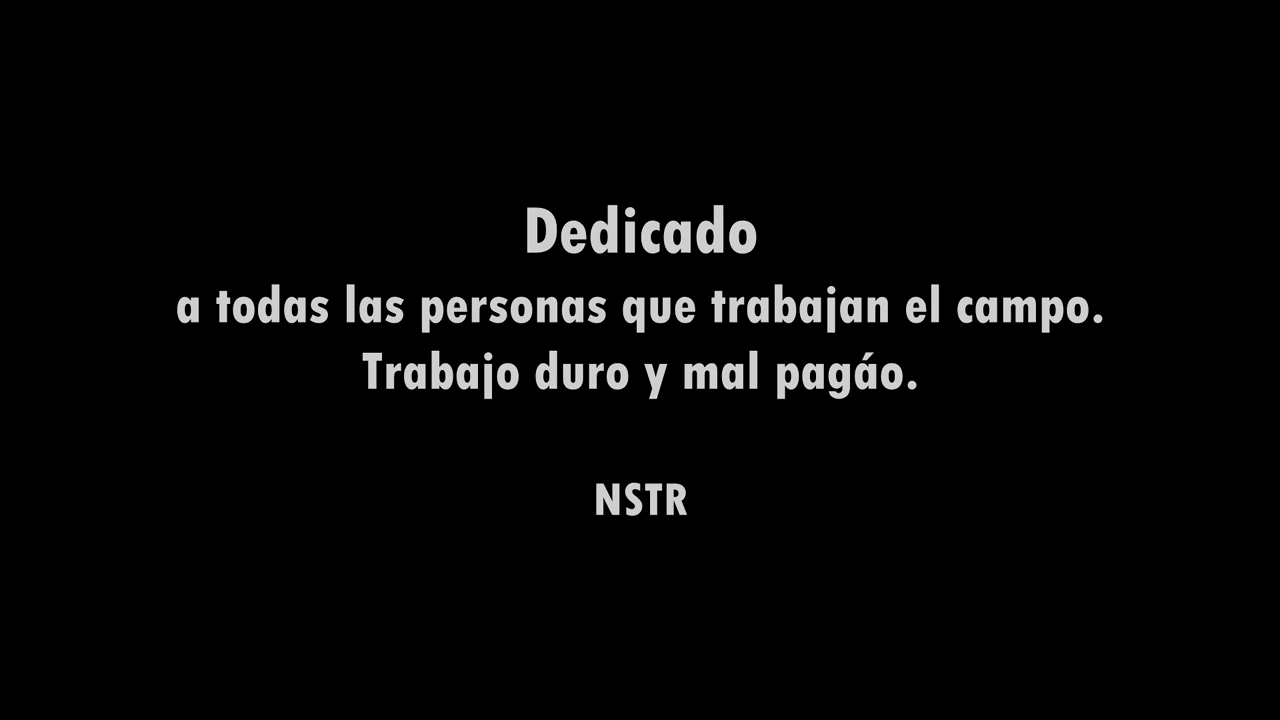 Dedicado
a todas las personas que trabajan el campo.
Trabajo duro y mal pagáo.
NSTR